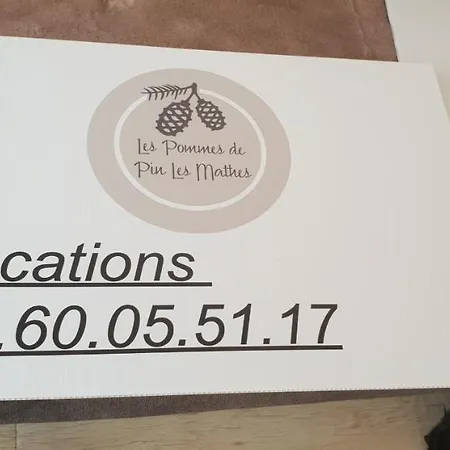 Les Pommes de
Pin Les Mathes
cations
.60.05.51.17